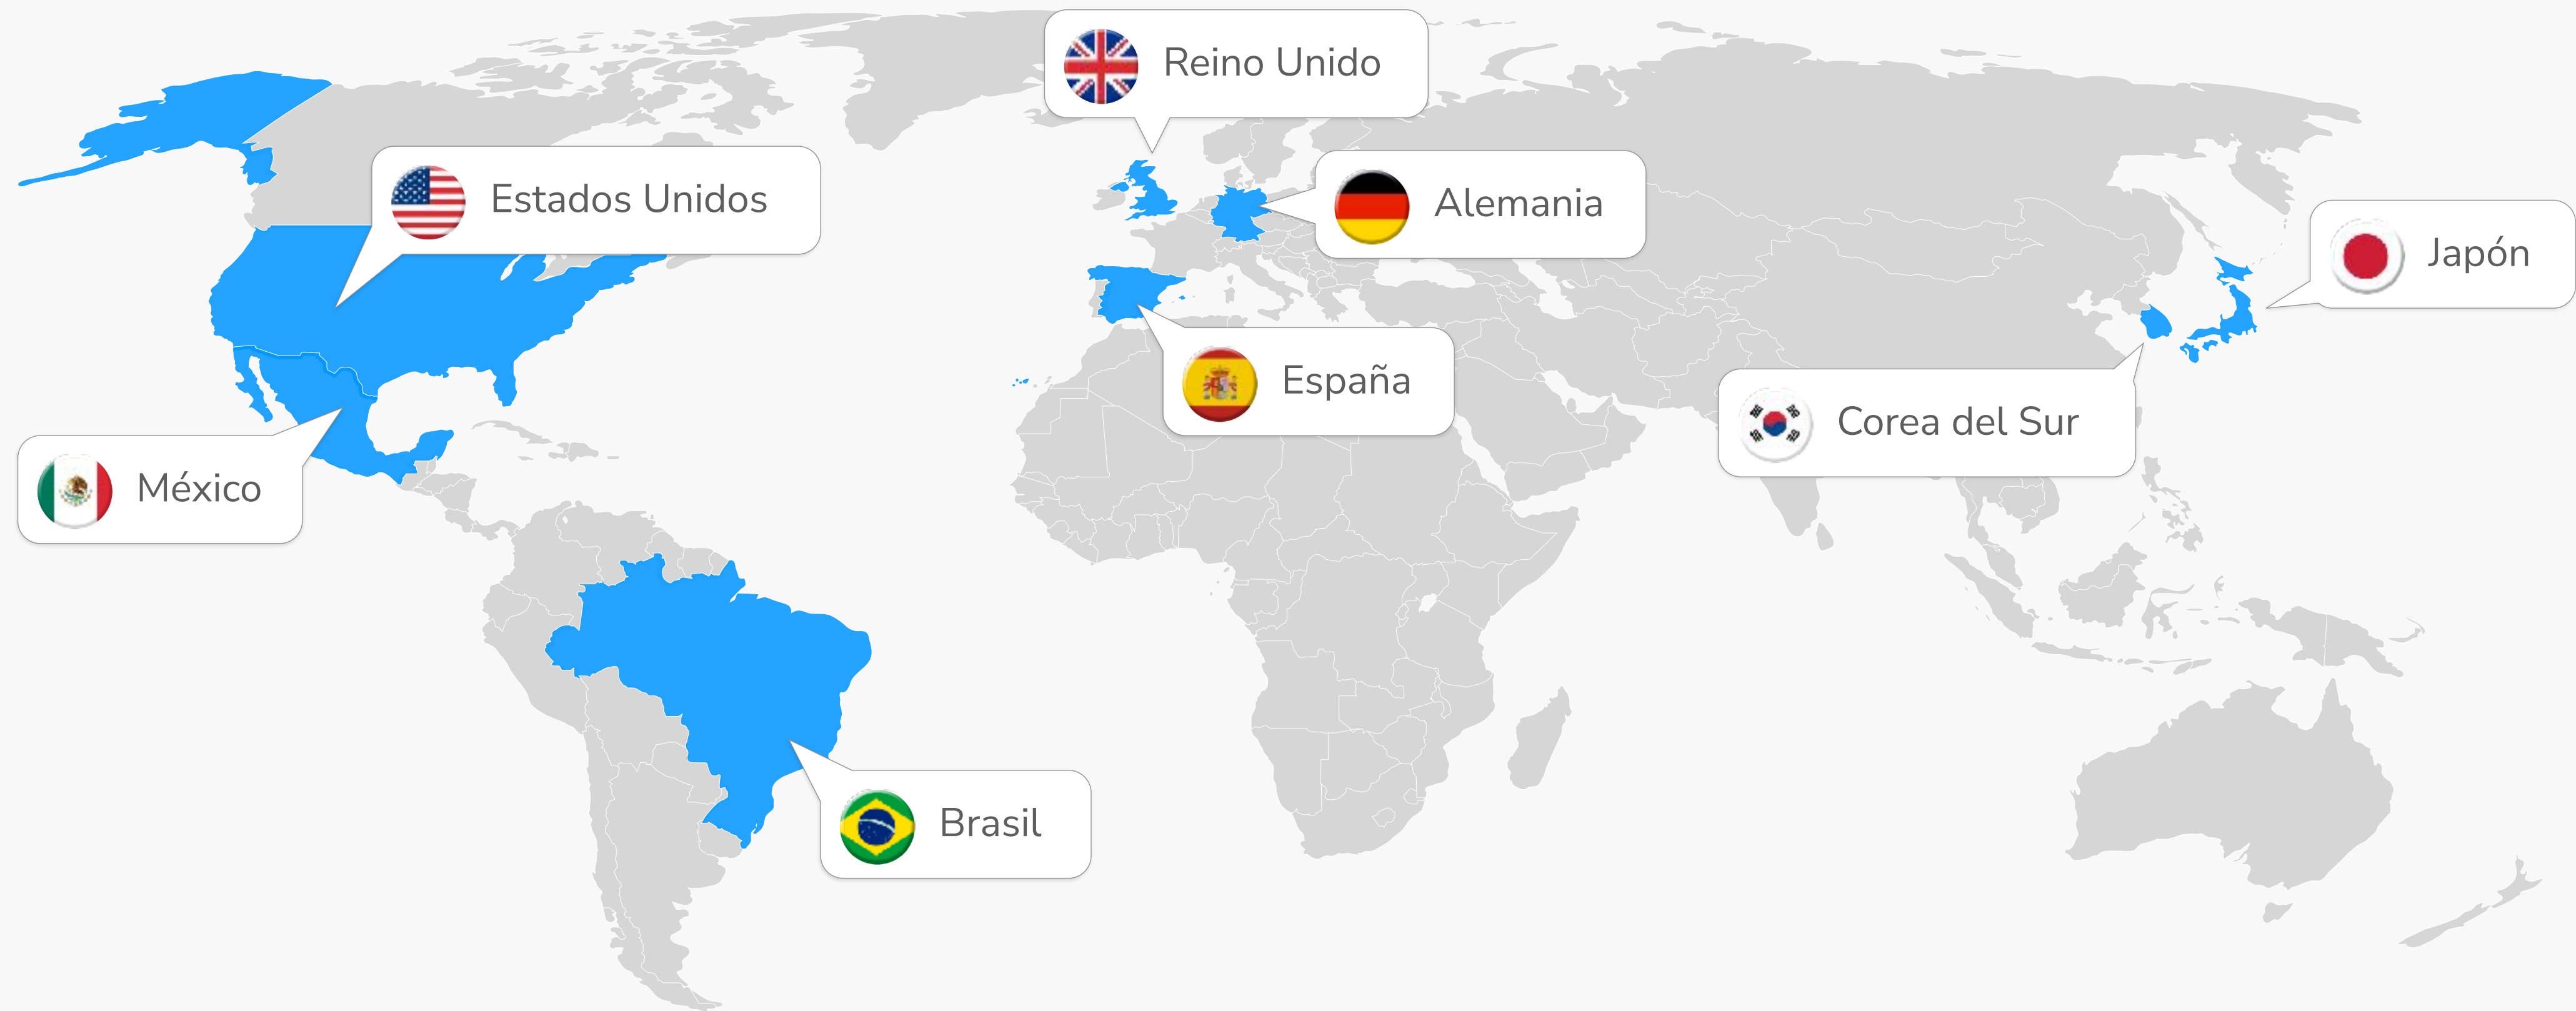 Reino Unido
Estados Unidos
Alemania
Japón
España
Corea del Sur
México
Brasil